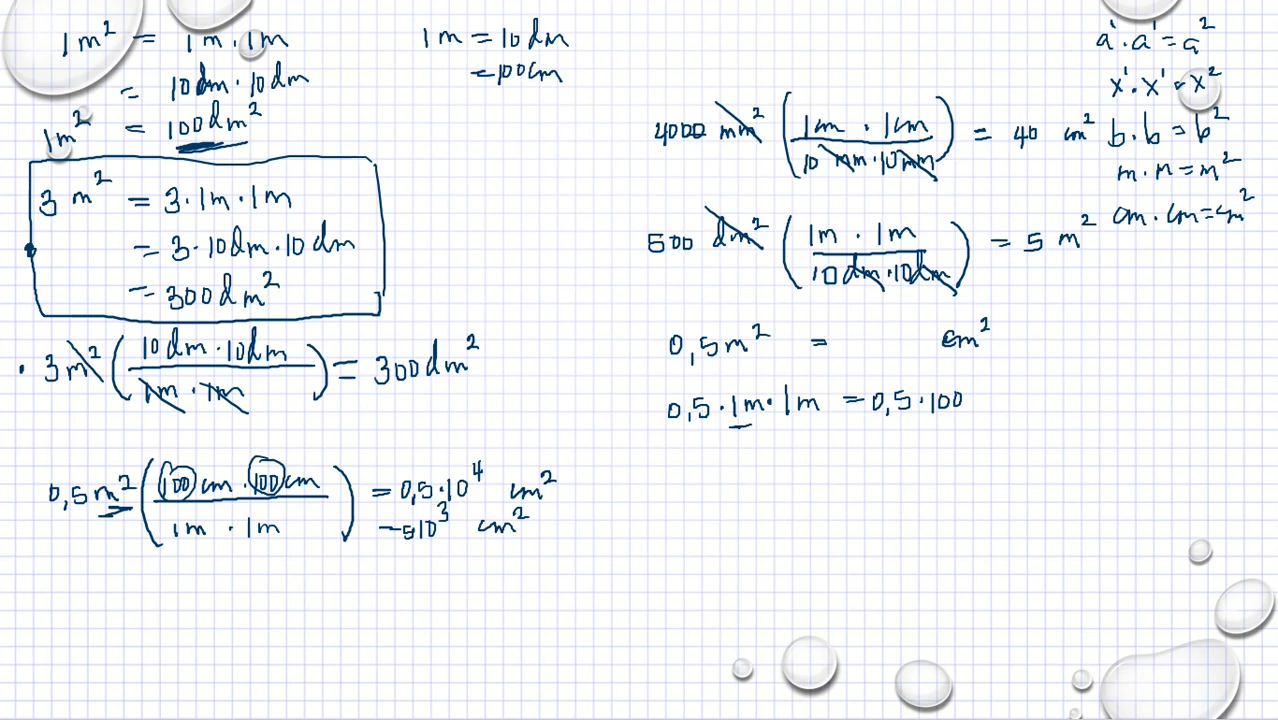 1m² = 1m · 1m
= 10dm · 10dm
1m² = 100dm²
3 m² = 3 · 1m · 1m
= 3 · 10dm · 10dm
= 300dm²
· 3m² (10dm · 10dm / 1m · 1m) = 300dm²
0,5m² (100cm · 100cm / 1m · 1m) = 0,5 · 10⁴ cm²
= 510³ cm²
1m = 10dm
= 100cm
4000 mm² (1cm · 1cm / 10mm · 10mm) = 40 cm²
500 dm² (1m · 1m / 10dm · 10dm) = 5 m²
0,5m² = cm²
0,5 · 1m · 1m = 0,5 · 100
a¹ · a¹ = a²
x¹ · x¹ = x²
b · b = b²
m · m = m²
cm · cm = cm²